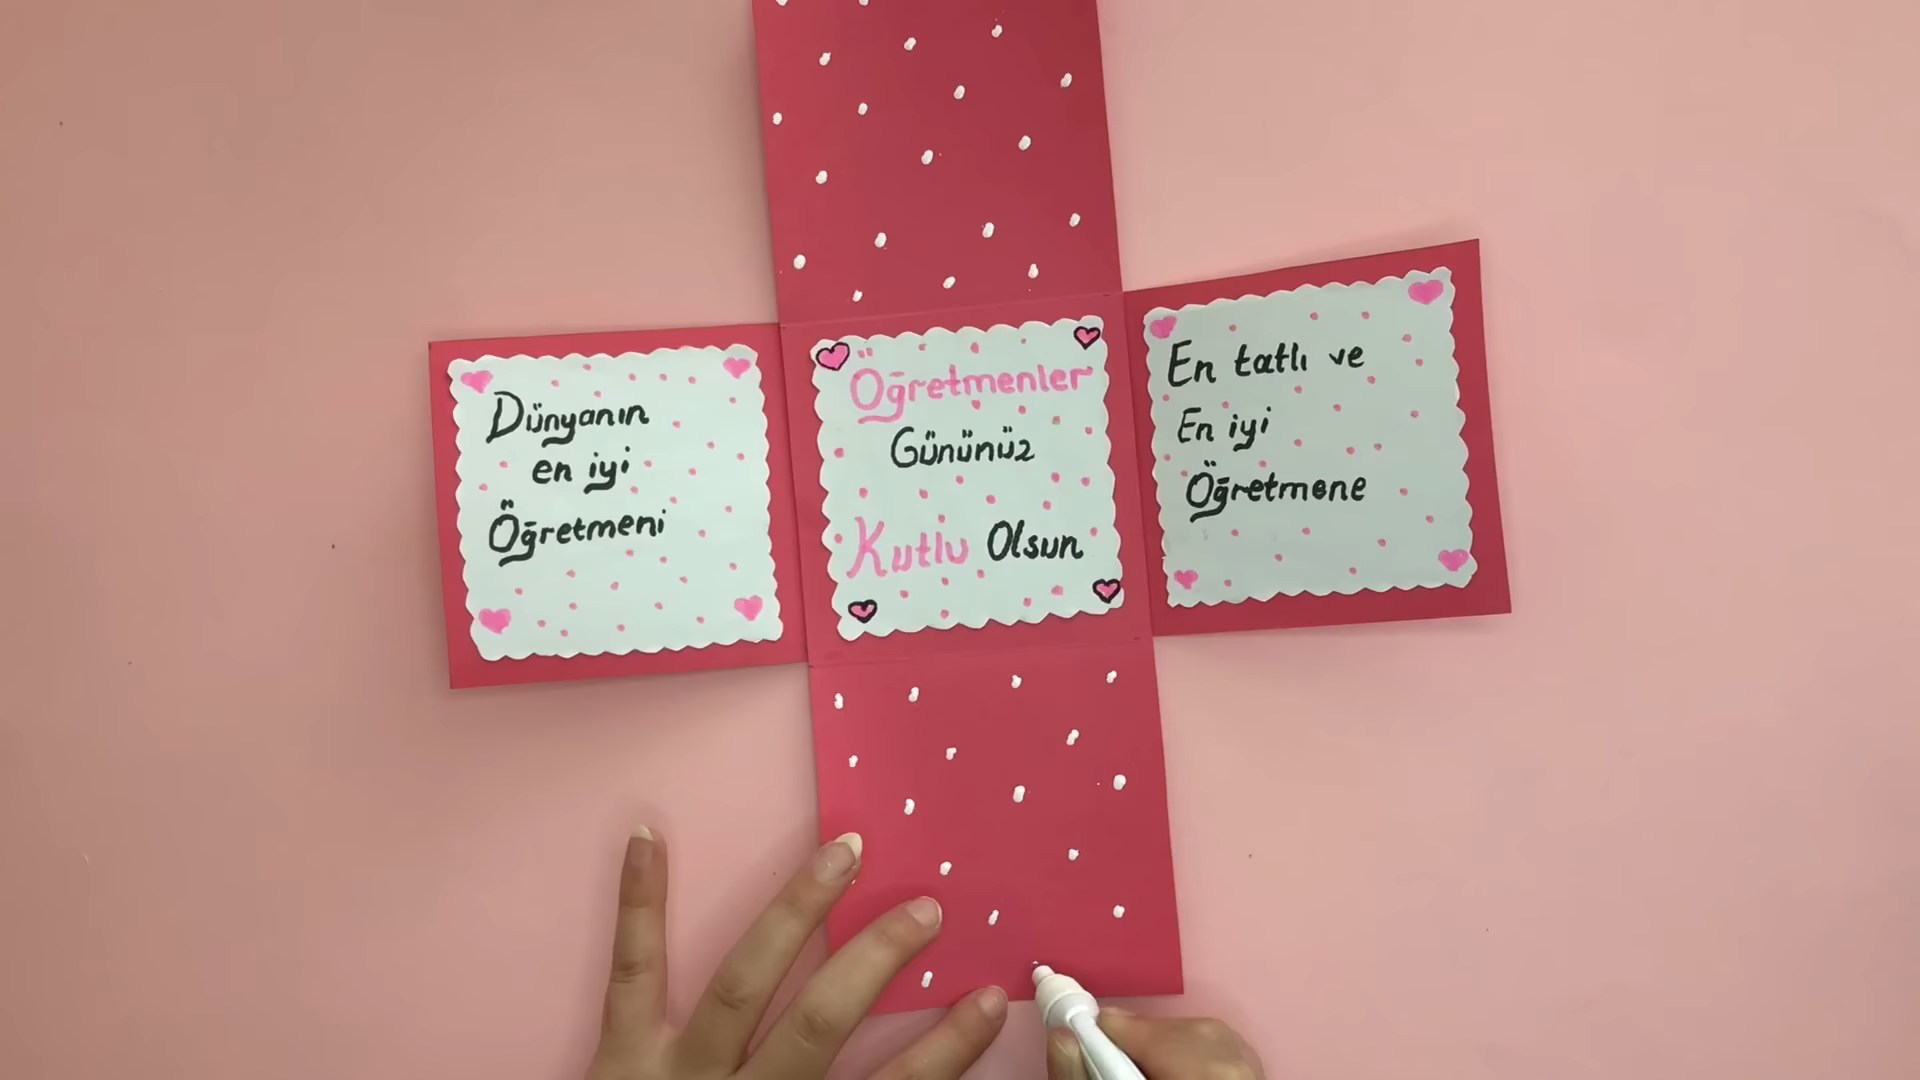 Dünyanın
en iyi
Öğretmeni
Öğretmenler
Gününüz
Kutlu Olsun
En tatlı ve
En iyi
Öğretmene